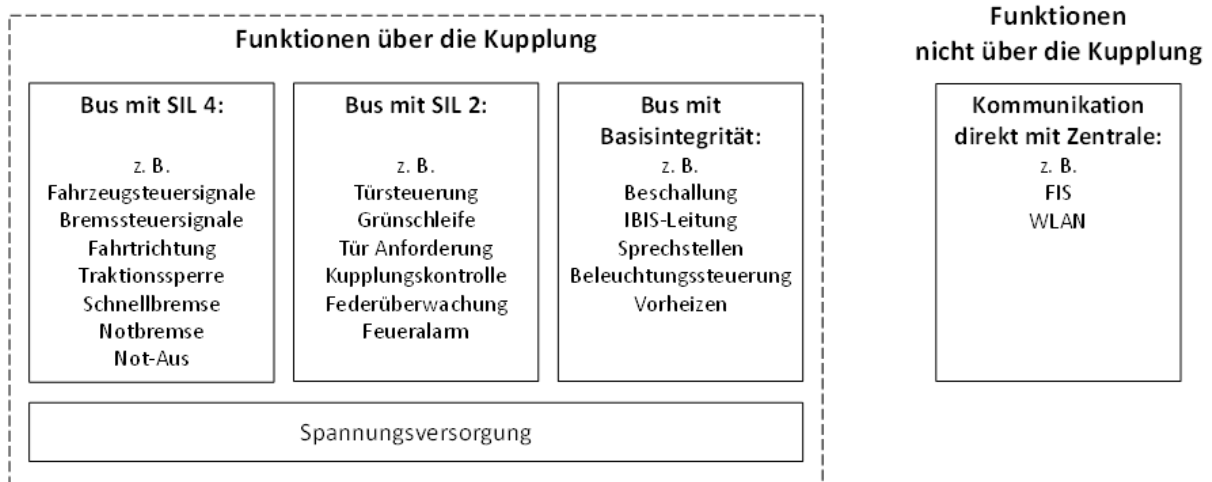 Funktionen über die Kupplung
Bus mit SIL 4:
z. B.
Fahrzeugsteuersignale
Bremssteuersignale
Fahrtrichtung
Traktionssperre
Schnellbremse
Notbremse
Not-Aus
Bus mit SIL 2:
z. B.
Türsteuerung
Grünschleife
Tür Anforderung
Kupplungskontrolle
Federüberwachung
Feueralarm
Bus mit
Basisintegrität:
z. B.
Beschallung
IBIS-Leitung
Sprechstellen
Beleuchtungssteuerung
Vorheizen
Spannungsversorgung
Funktionen
nicht über die Kupplung
Kommunikation
direkt mit Zentrale:
z. B.
FIS
WLAN